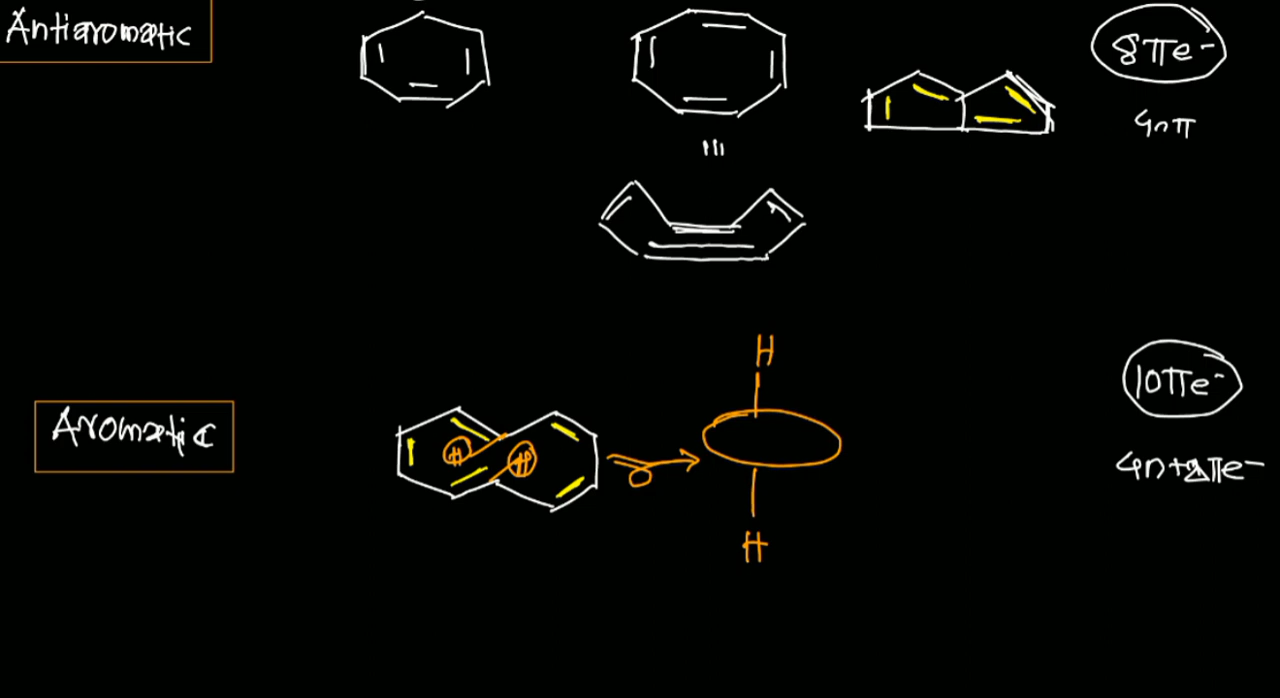 Antiaromatic
8πe-
4nπ
H
10πe-
Aromatic
H H
4n+2πe-
H